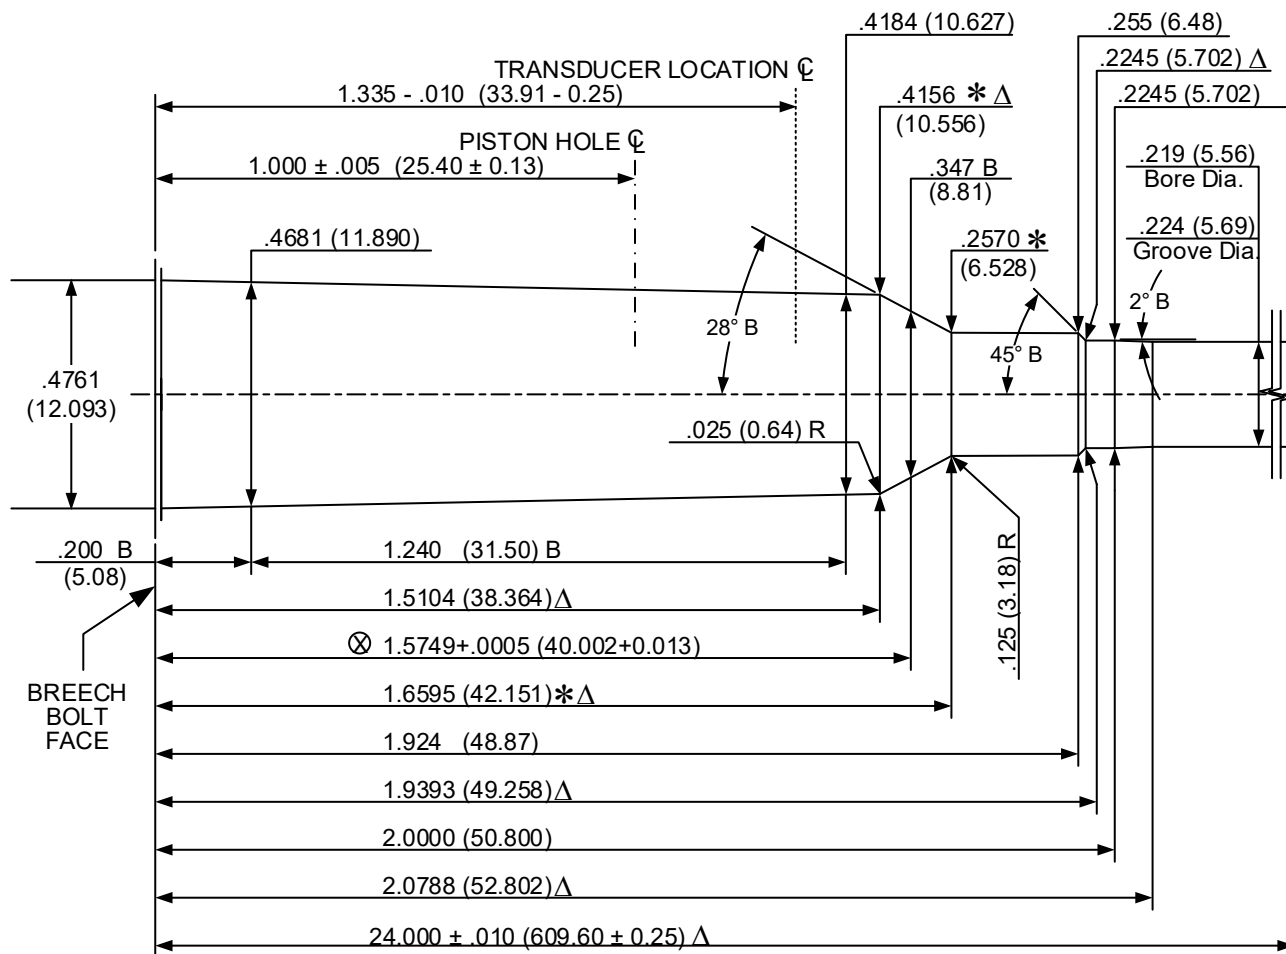 .4184 (10.627)
.255 (6.48)
.2245 (5.702) Δ
TRANSDUCER LOCATION ℄
1.335 - .010 (33.91 - 0.25)
.4156 * Δ
(10.556)
.2245 (5.702)
PISTON HOLE ℄
1.000 ± .005 (25.40 ± 0.13)
.347 B
(8.81)
.219 (5.56)
Bore Dia.
.4681 (11.890)
.2570 *
(6.528)
.224 (5.69)
Groove Dia.
28° B
45° B
2° B
.4761
(12.093)
.025 (0.64) R
.200 B
(5.08)
1.240 (31.50) B
.125 (3.18) R
1.5104 (38.364) Δ
⊗ 1.5749+.0005 (40.002+0.013)
BREECH
BOLT
FACE
1.6595 (42.151) * Δ
1.924 (48.87)
1.9393 (49.258) Δ
2.0000 (50.800)
2.0788 (52.802) Δ
24.000 ± .010 (609.60 ± 0.25) Δ